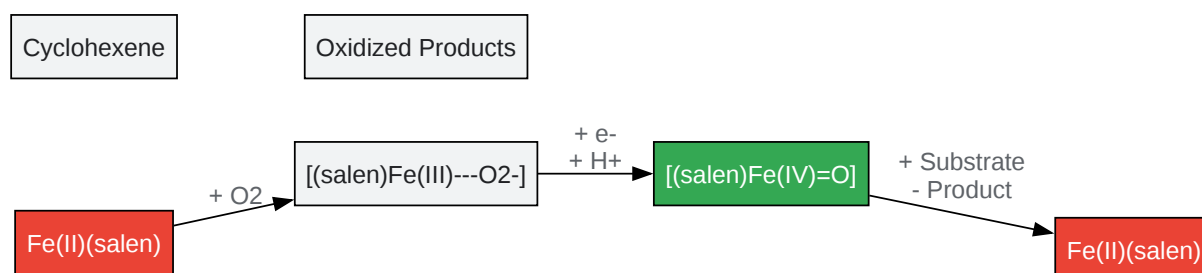 Cyclohexene
Oxidized Products
+ e-
+ H+
[(salen)Fe(III)---O2-]
[(salen)Fe(IV)=O]
+ Substrate
- Product
+ O2
Fe(II)(salen)
Fe(II)(salen)